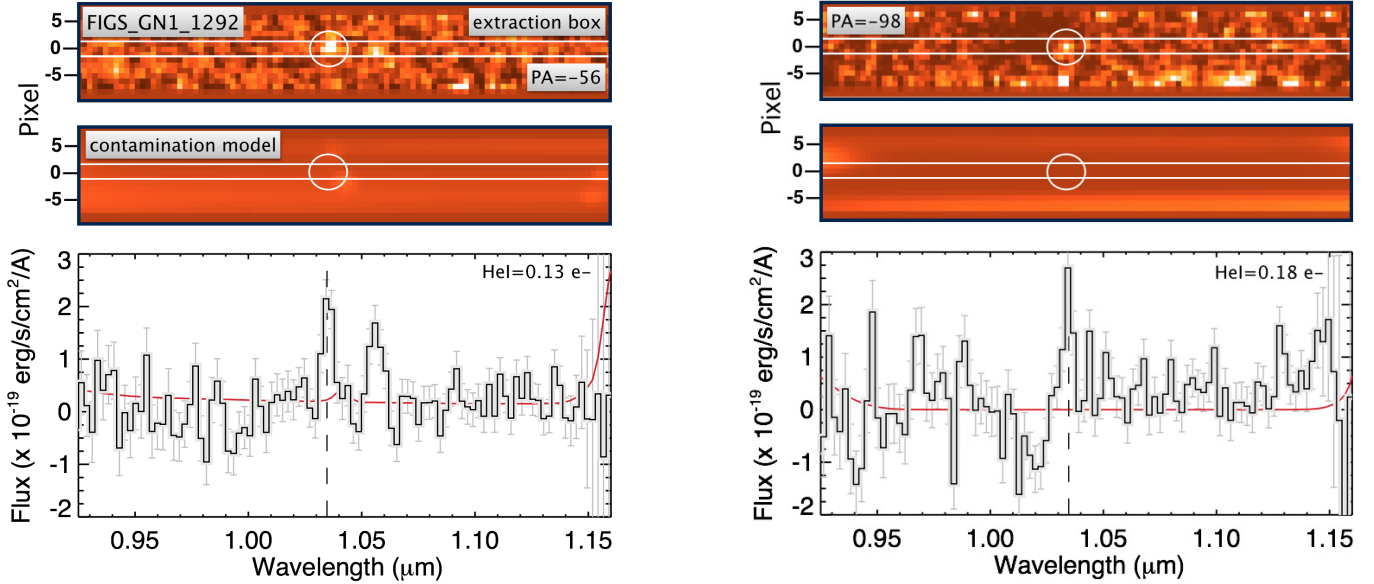 FIGS_GN1_1292
extraction box
PA=-56
5
0
-5
Pixel
contamination model
5
0
-5
HeI=0.13 e-
3
2
1
0
-1
-2
Flux (x 10^-19 erg/s/cm^2/A)
0.95 1.00 1.05 1.10 1.15
Wavelength (μm)
PA=-98
5
0
-5
Pixel
5
0
-5
HeI=0.18 e-
3
2
1
0
-1
-2
Flux (x 10^-19 erg/s/cm^2/A)
0.95 1.00 1.05 1.10 1.15
Wavelength (μm)